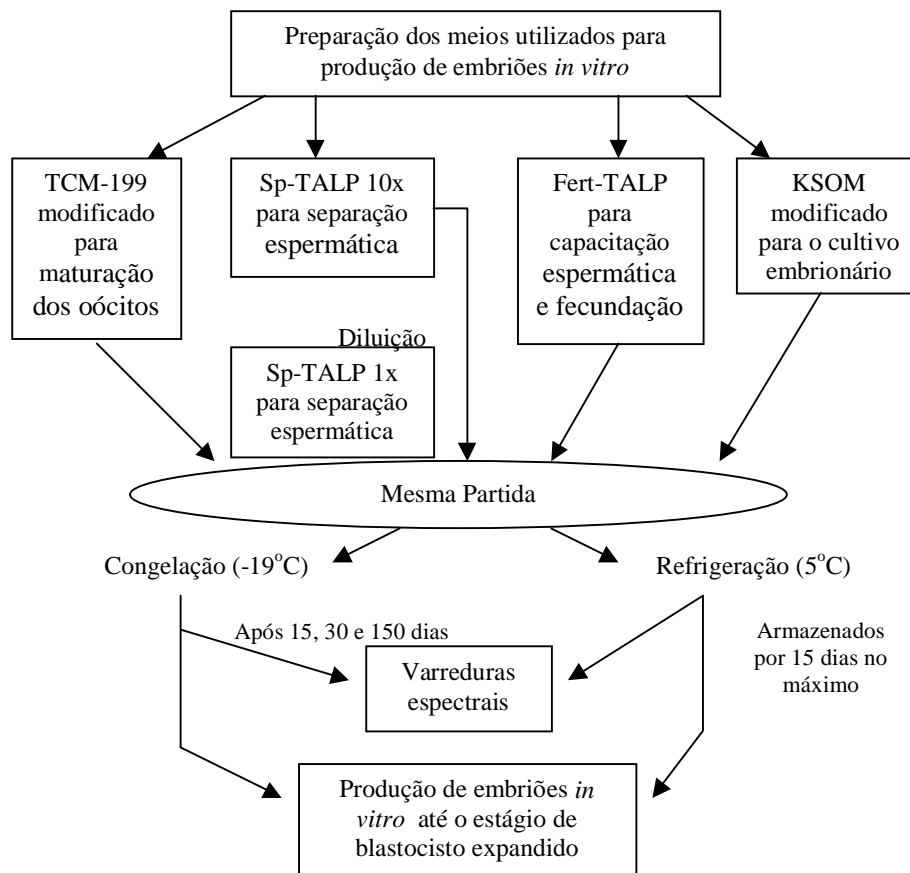 Preparação dos meios utilizados para
produção de embriões in vitro
TCM-199
modificado
para
maturação
dos oócitos
Sp-TALP 10x
para separação
espermática
Fert-TALP
para
capacitação
espermática
e fecundação
KSOM
modificado
para o cultivo
embrionário
Diluição
Sp-TALP 1x
para separação
espermática
Mesma Partida
Congelação (-19°C)
Refrigeração (5°C)
Após 15, 30 e 150 dias
Armazenados
por 15 dias no
máximo
Varreduras
espectrais
Produção de embriões in
vitro até o estágio de
blastocisto expandido